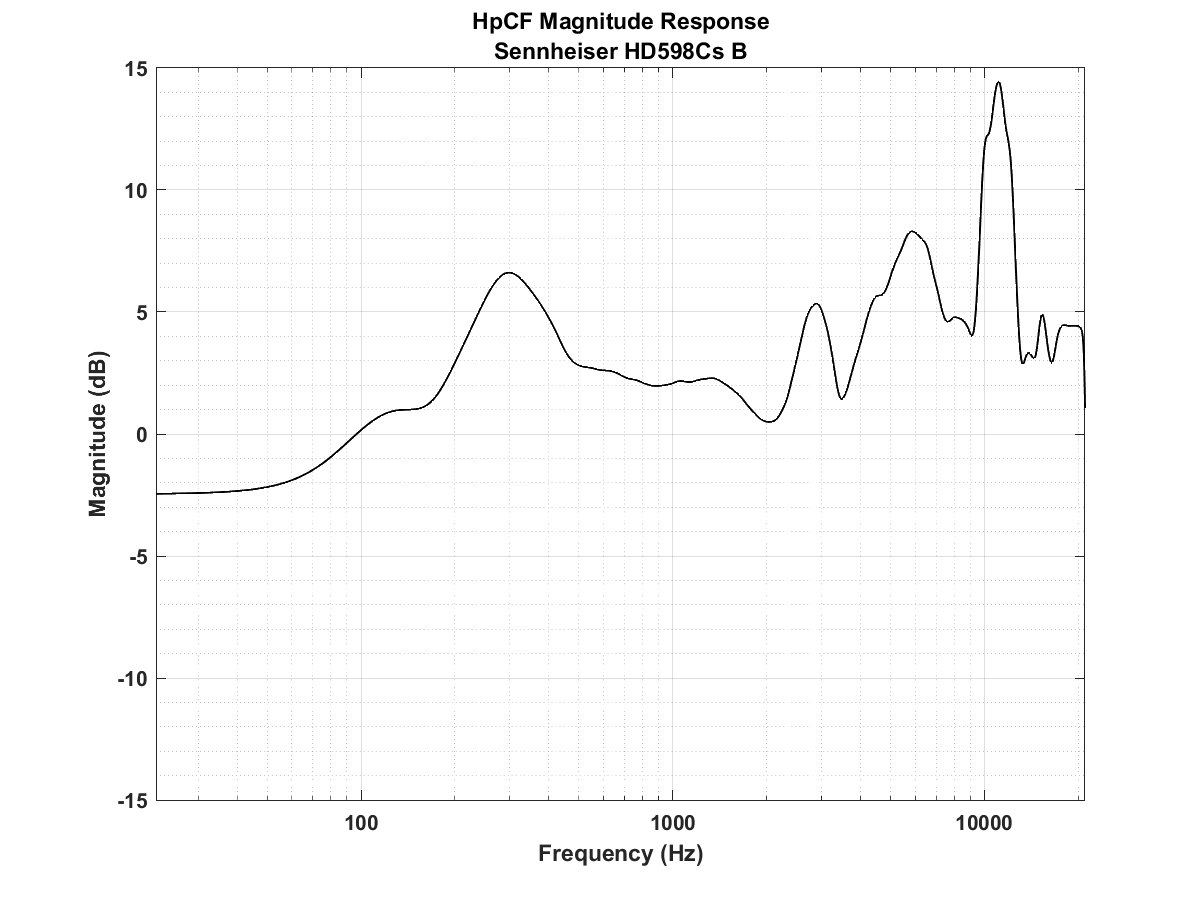 HpCF Magnitude Response
Sennheiser HD598Cs B
15
10
5
0
-5
-10
-15
Magnitude (dB)
100
1000
10000
Frequency (Hz)